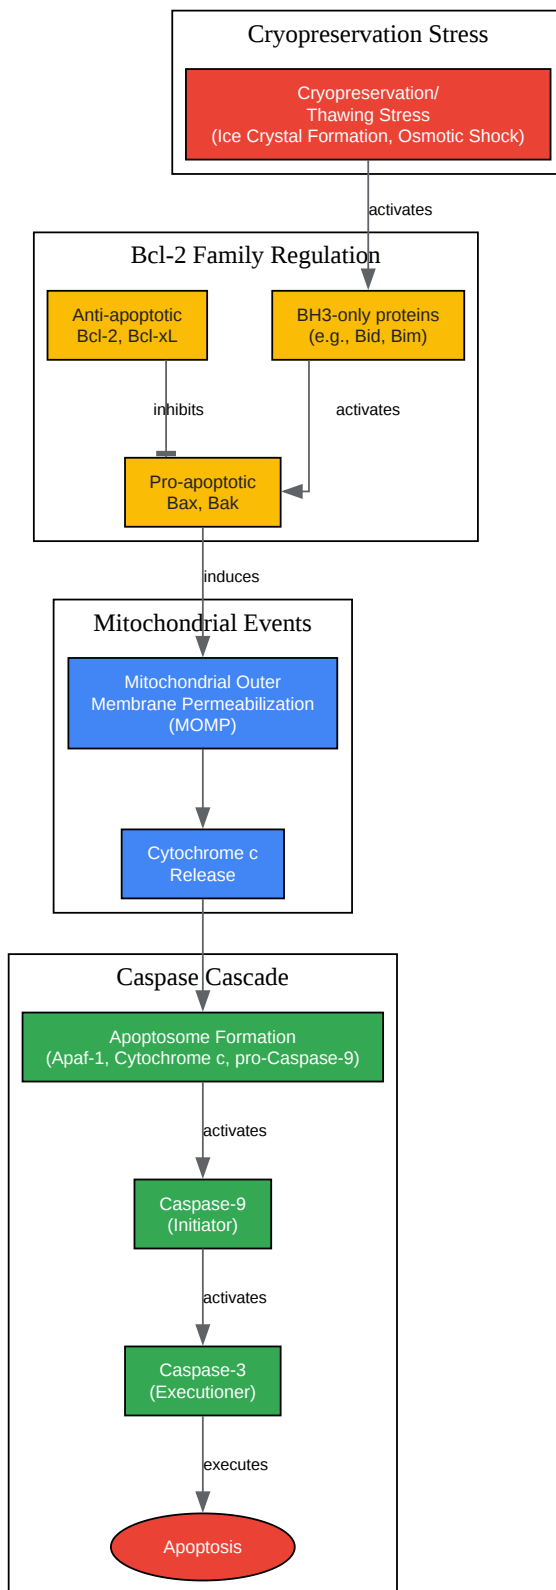 Cryopreservation Stress
Cryopreservation/
Thawing Stress
(Ice Crystal Formation, Osmotic Shock)
activates
Bcl-2 Family Regulation
Anti-apoptotic
Bcl-2, Bcl-xL
BH3-only proteins
(e.g., Bid, Bim)
inhibits
activates
Pro-apoptotic
Bax, Bak
induces
Mitochondrial Events
Mitochondrial Outer
Membrane Permeabilization
(MOMP)
Cytochrome c
Release
Caspase Cascade
Apoptosome Formation
(Apaf-1, Cytochrome c, pro-Caspase-9)
activates
Caspase-9
(Initiator)
activates
Caspase-3
(Executioner)
executes
Apoptosis